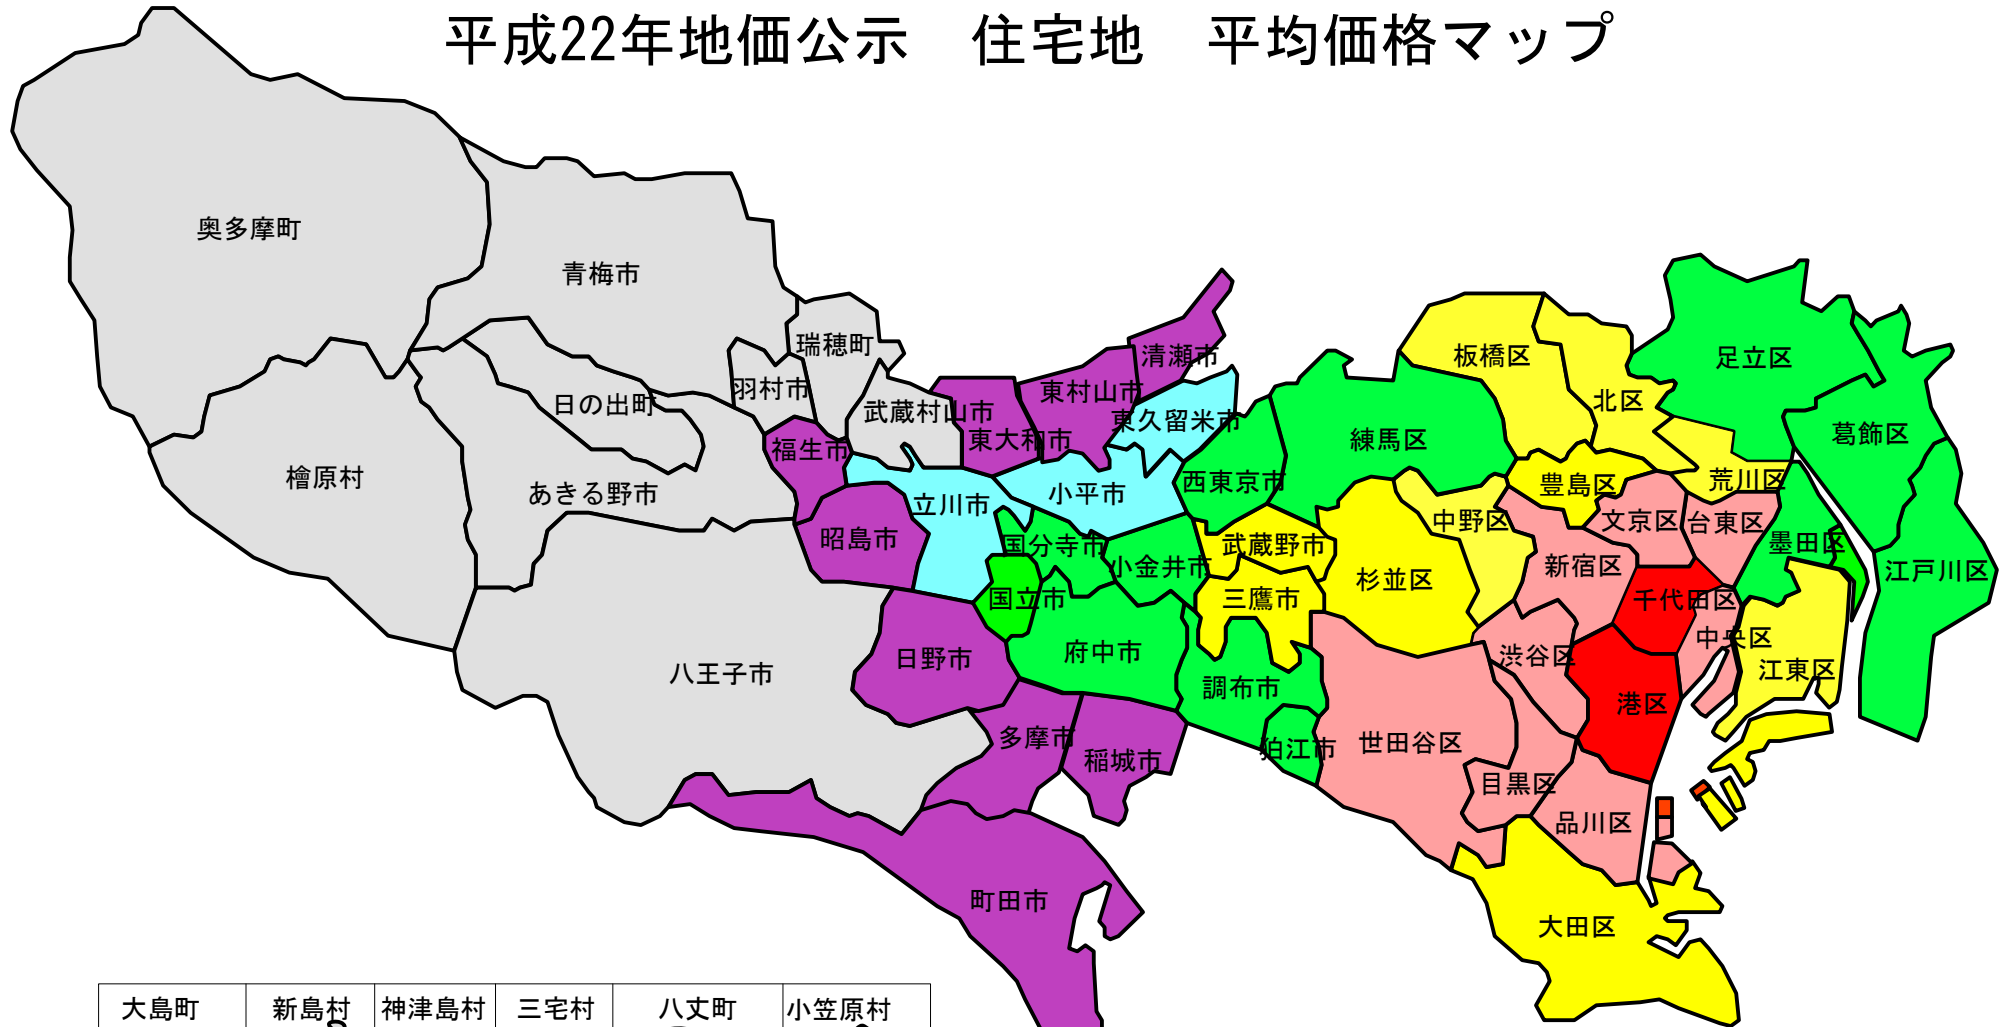 平成22年地価公示　住宅地　平均価格マップ
奥多摩町
青梅市
瑞穂町
清瀬市
板橋区
足立区
羽村市
日の出町
武蔵村山市
東村山市
北区
東大和市
東久留米市
練馬区
葛飾区
福生市
檜原村
あきる野市
立川市
小平市
西東京市
豊島区
荒川区
昭島市
国分寺市
武蔵野市
中野区
文京区
台東区
墨田区
小金井市
杉並区
新宿区
江戸川区
国立市
三鷹市
千代田区
中央区
日野市
府中市
渋谷区
八王子市
江東区
調布市
港区
多摩市
稲城市
狛江市
世田谷区
目黒区
品川区
町田市
大田区
大島町
新島村
神津島村
三宅村
八丈町
小笠原村